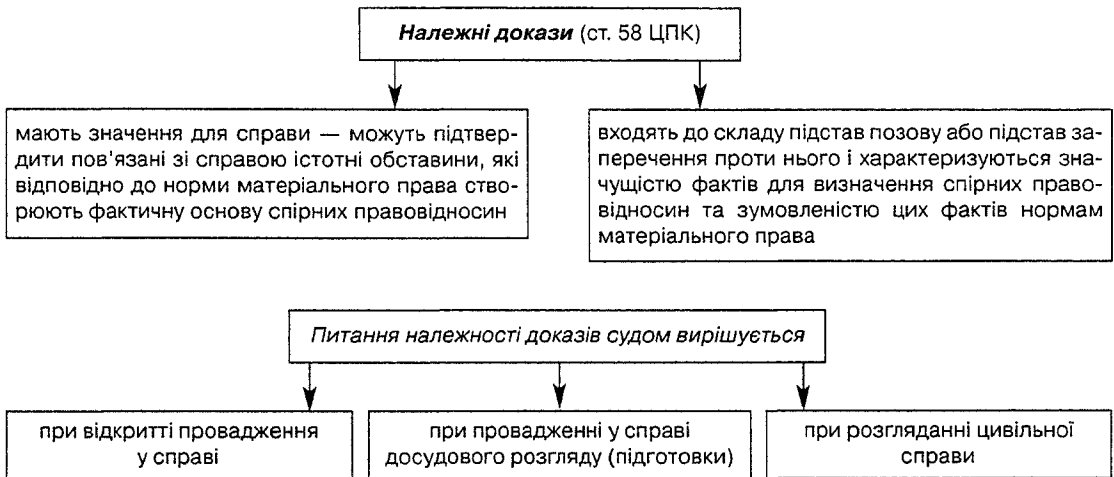 Належні докази (ст. 58 ЦПК)
мають значення для справи — можуть підтвер-
дити пов'язані зі справою істотні обставини, які
відповідно до норми матеріального права ство-
рюють фактичну основу спірних правовідносин
входять до складу підстав позову або підстав за-
перечення проти нього і характеризуються зна-
чущістю фактів для визначення спірних право-
відносин та зумовленістю цих фактів нормам
матеріального права
Питання належності доказів судом вирішується
при відкритті провадження
у справі
при провадженні у справі
досудового розгляду (підготовки)
при розгляданні цивільної
справи